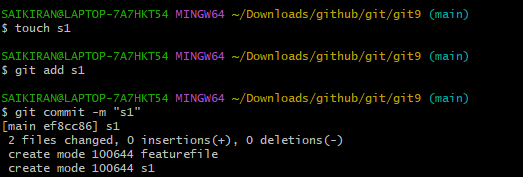 SAIKIRAN@LAPTOP-7A7HKT54 MINGW64 ~/Downloads/github/git/git9 (main)
$ touch s1
SAIKIRAN@LAPTOP-7A7HKT54 MINGW64 ~/Downloads/github/git/git9 (main)
$ git add s1
SAIKIRAN@LAPTOP-7A7HKT54 MINGW64 ~/Downloads/github/git/git9 (main)
$ git commit -m "s1"
[main ef8cc86] s1
 2 files changed, 0 insertions(+), 0 deletions(-)
 create mode 100644 featurefile
 create mode 100644 s1